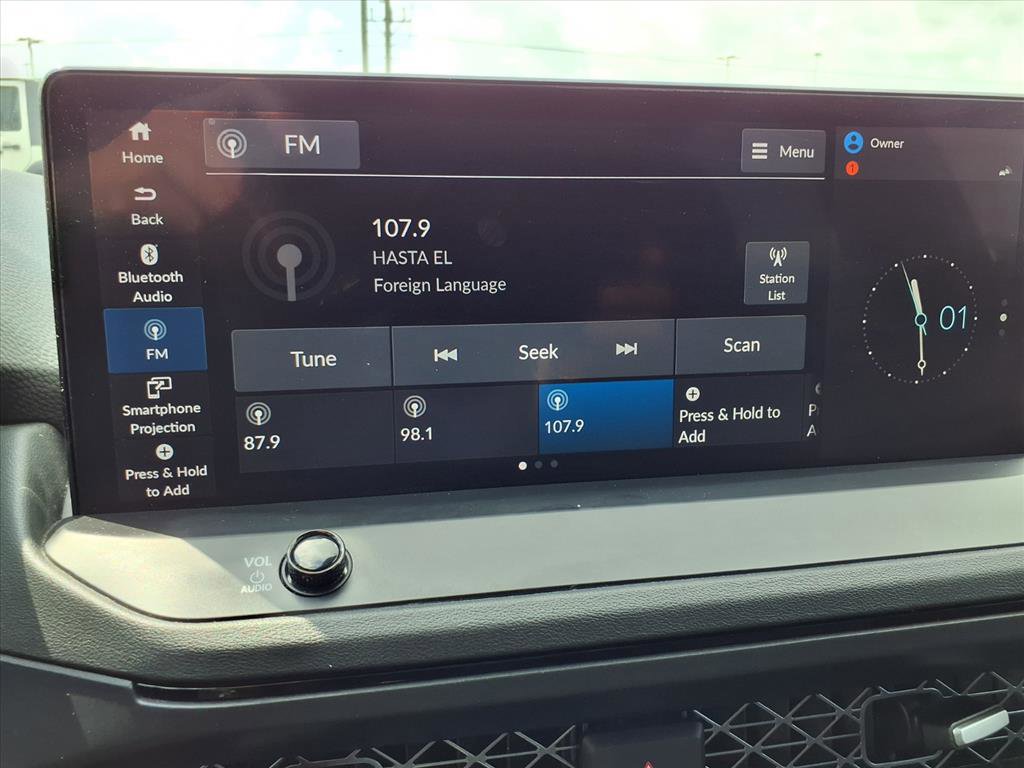 Home
Back
Bluetooth
Audio
FM
Smartphone
Projection
Press & Hold
to Add
FM
Menu
107.9
HASTA EL
Foreign Language
Station
List
Tune
Seek
Scan
87.9
98.1
107.9
Press & Hold to
Add
P
A
Owner
1
01
VOL
AUDIO